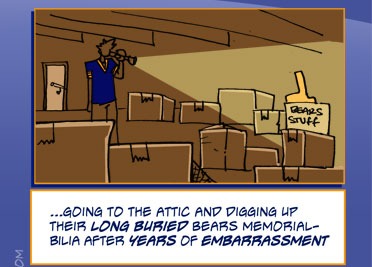 BEARS
STUFF
...GOING TO THE ATTIC AND DIGGING UP
THEIR LONG BURIED BEARS MEMORIAL-
BILIA AFTER YEARS OF EMBARRASSMENT
OM